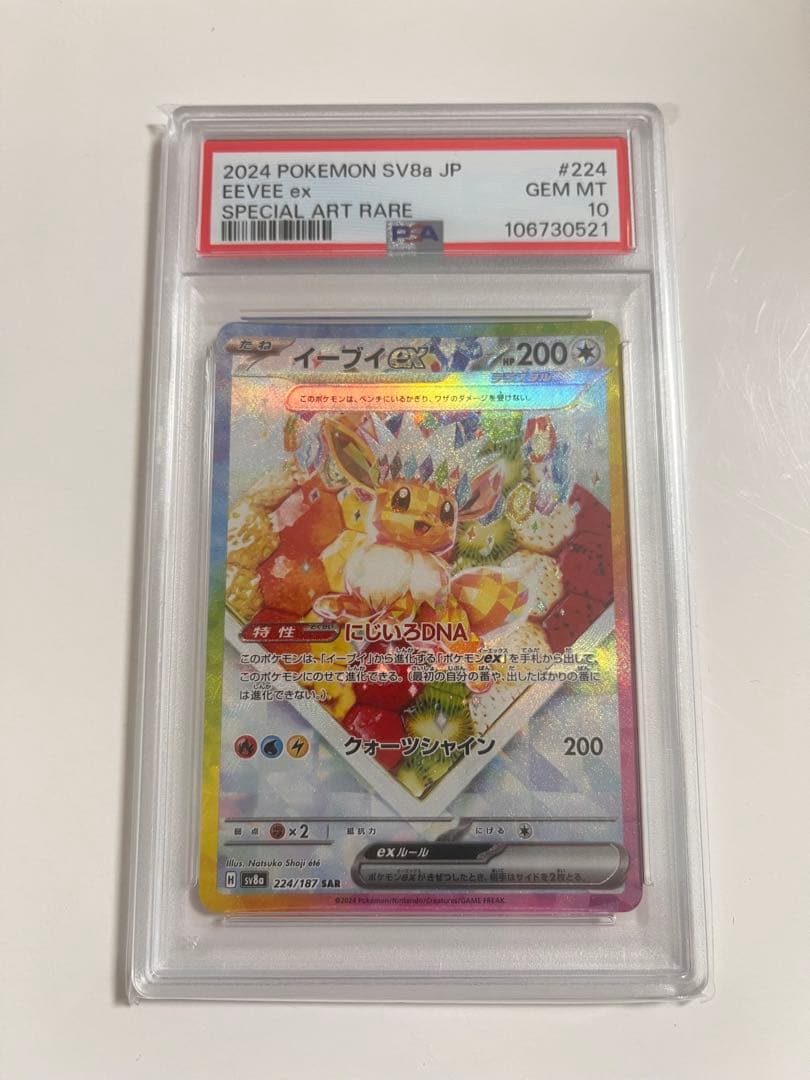 2024 POKEMON SV8a JP #224
EEVEE ex GEM MT
SPECIAL ART RARE 10
PSA 106730521
たね イーブイex HP 200
テラスタル
このポケモンは、ベンチにいるかぎり、ワザのダメージを受けない。
特性 にじいろDNA
このポケモンは、「イーブイ」から進化する「ポケモンex」を手札から出して、
このポケモンにのせて進化できる。（最初の自分の番や、出したばかりの番に
は進化できない。）
クォーツシャイン 200
弱点 ×2 抵抗力 にげる
exルール
ポケモンexがきぜつしたとき、相手はサイドを2枚とる。
Illus. Natsuko Shoji été
H sv8a 224/187 SAR
©2024 Pokémon/Nintendo/Creatures/GAME FREAK.